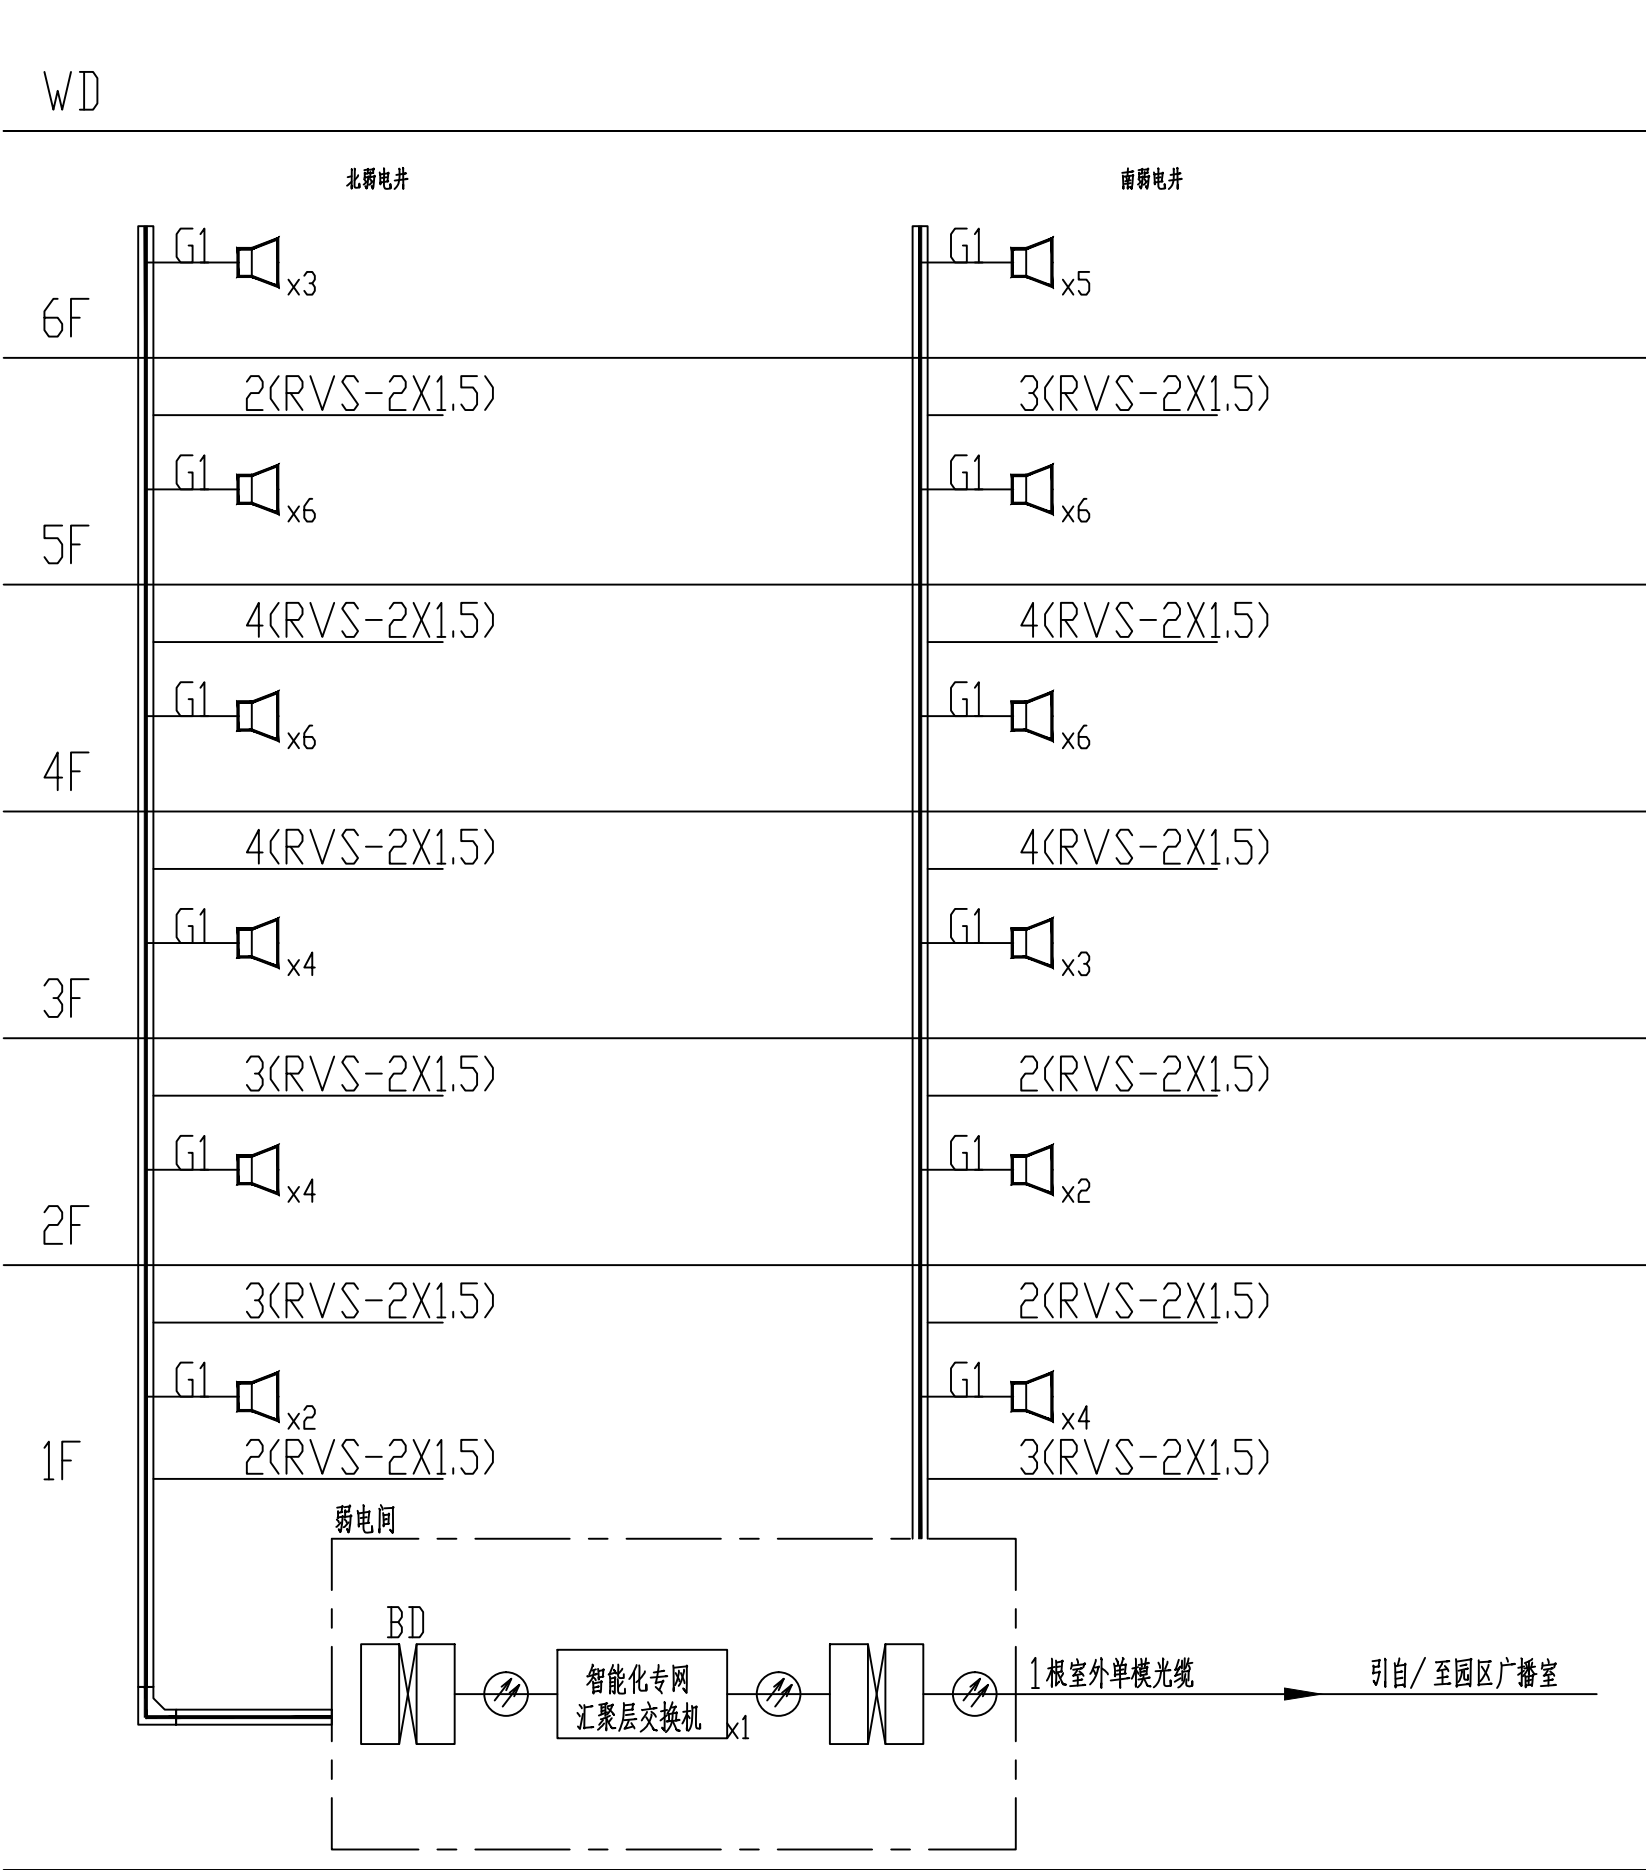 WD
北弱电井
南弱电井
G1
x3
G1
x5
6F
2(RVS-2X1.5)
3(RVS-2X1.5)
G1
x6
G1
x6
5F
4(RVS-2X1.5)
4(RVS-2X1.5)
G1
x6
G1
x6
4F
4(RVS-2X1.5)
4(RVS-2X1.5)
G1
x4
G1
x3
3F
3(RVS-2X1.5)
2(RVS-2X1.5)
G1
x4
G1
x2
2F
3(RVS-2X1.5)
2(RVS-2X1.5)
G1
x2
G1
x4
1F
2(RVS-2X1.5)
3(RVS-2X1.5)
弱电间
BD
智能化专网
汇聚层交换机
x1
1根室外单模光缆
引自/至园区广播室